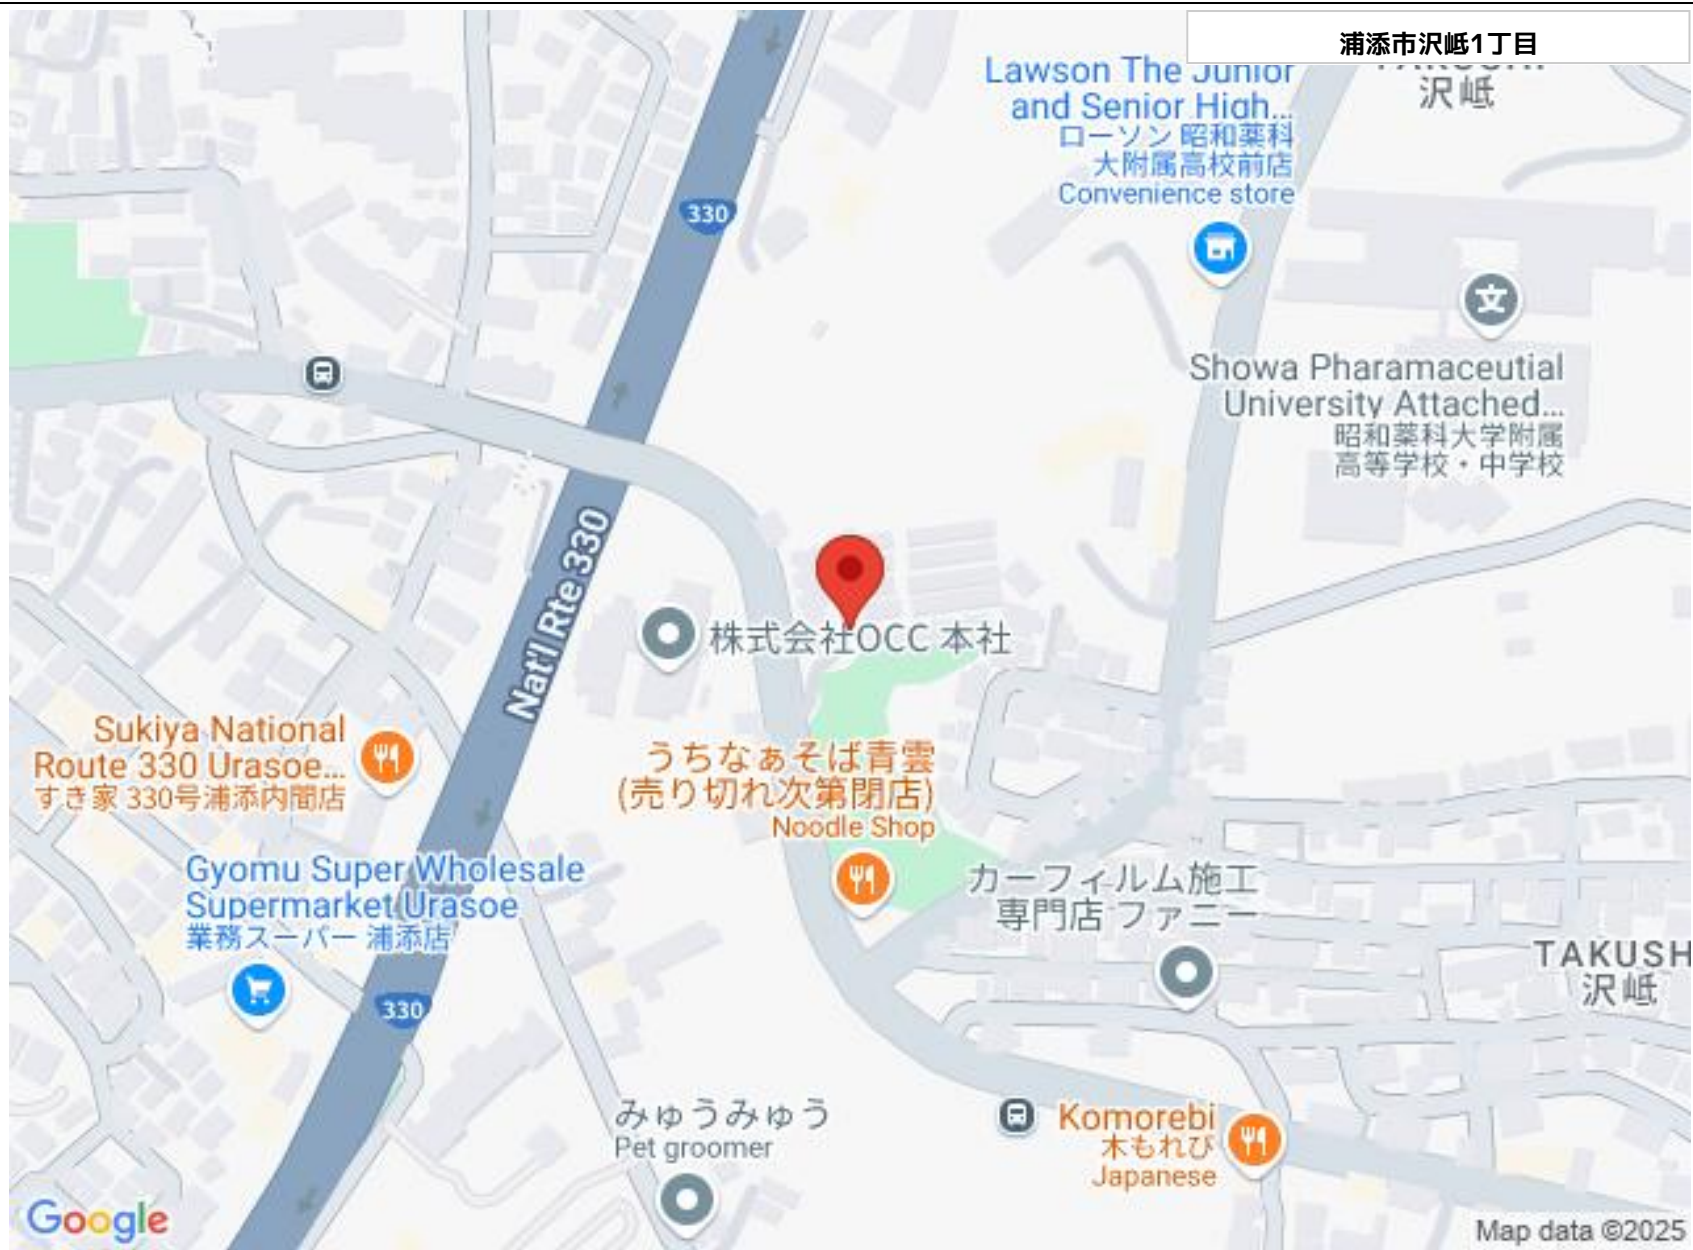 浦添市沢岻1丁目
Lawson The Junior
and Senior High...
ローソン 昭和薬科
大附属高校前店
Convenience store
沢岻
330
Showa Pharamaceutial
University Attached...
昭和薬科大学附属
高等学校・中学校
Nat'l Rte 330
株式会社OCC 本社
Sukiya National
Route 330 Urasoe...
すき家 330号浦添内間店
うちなぁそば青雲
(売り切れ次第閉店)
Noodle Shop
Gyomu Super Wholesale
Supermarket Urasoe
業務スーパー 浦添店
カーフィルム施工
専門店 ファニー
TAKUSH
沢岻
330
みゅうみゅう
Pet groomer
Komorebi
木もれび
Japanese
Google
Map data ©2025